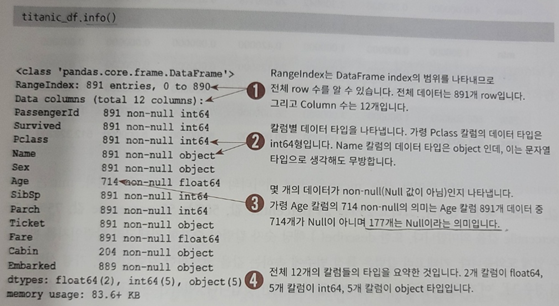 titanic_df.info()
<class 'pandas.core.frame.DataFrame'>
RangeIndex: 891 entries, 0 to 890
Data columns (total 12 columns):
PassengerId 891 non-null int64
Survived 891 non-null int64
Pclass 891 non-null int64
Name 891 non-null object
Sex 891 non-null object
Age 714 non-null float64
SibSp 891 non-null int64
Parch 891 non-null int64
Ticket 891 non-null object
Fare 891 non-null float64
Cabin 204 non-null object
Embarked 889 non-null object
dtypes: float64(2), int64(5), object(5)
memory usage: 83.6+ KB
1
RangeIndex는 DataFrame index의 범위를 나타내므로
전체 row 수를 알 수 있습니다. 전체 데이터는 891개 row입니다.
그리고 Column 수는 12개입니다.
2
칼럼별 데이터 타입을 나타냅니다. 가령 Pclass 칼럼의 데이터 타입은
int64형입니다. Name 칼럼의 데이터 타입은 object 인데, 이는 문자열
타입으로 생각해도 무방합니다.
3
몇 개의 데이터가 non-null(Null 값이 아님)인지 나타냅니다.
가령 Age 칼럼의 714 non-null의 의미는 Age 칼럼 891개 데이터 중
714개가 Null이 아니며 177개는 Null이라는 의미입니다.
4
전체 12개의 칼럼들의 타입을 요약한 것입니다. 2개 칼럼이 float64,
5개 칼럼이 int64, 5개 칼럼이 object 타입입니다.